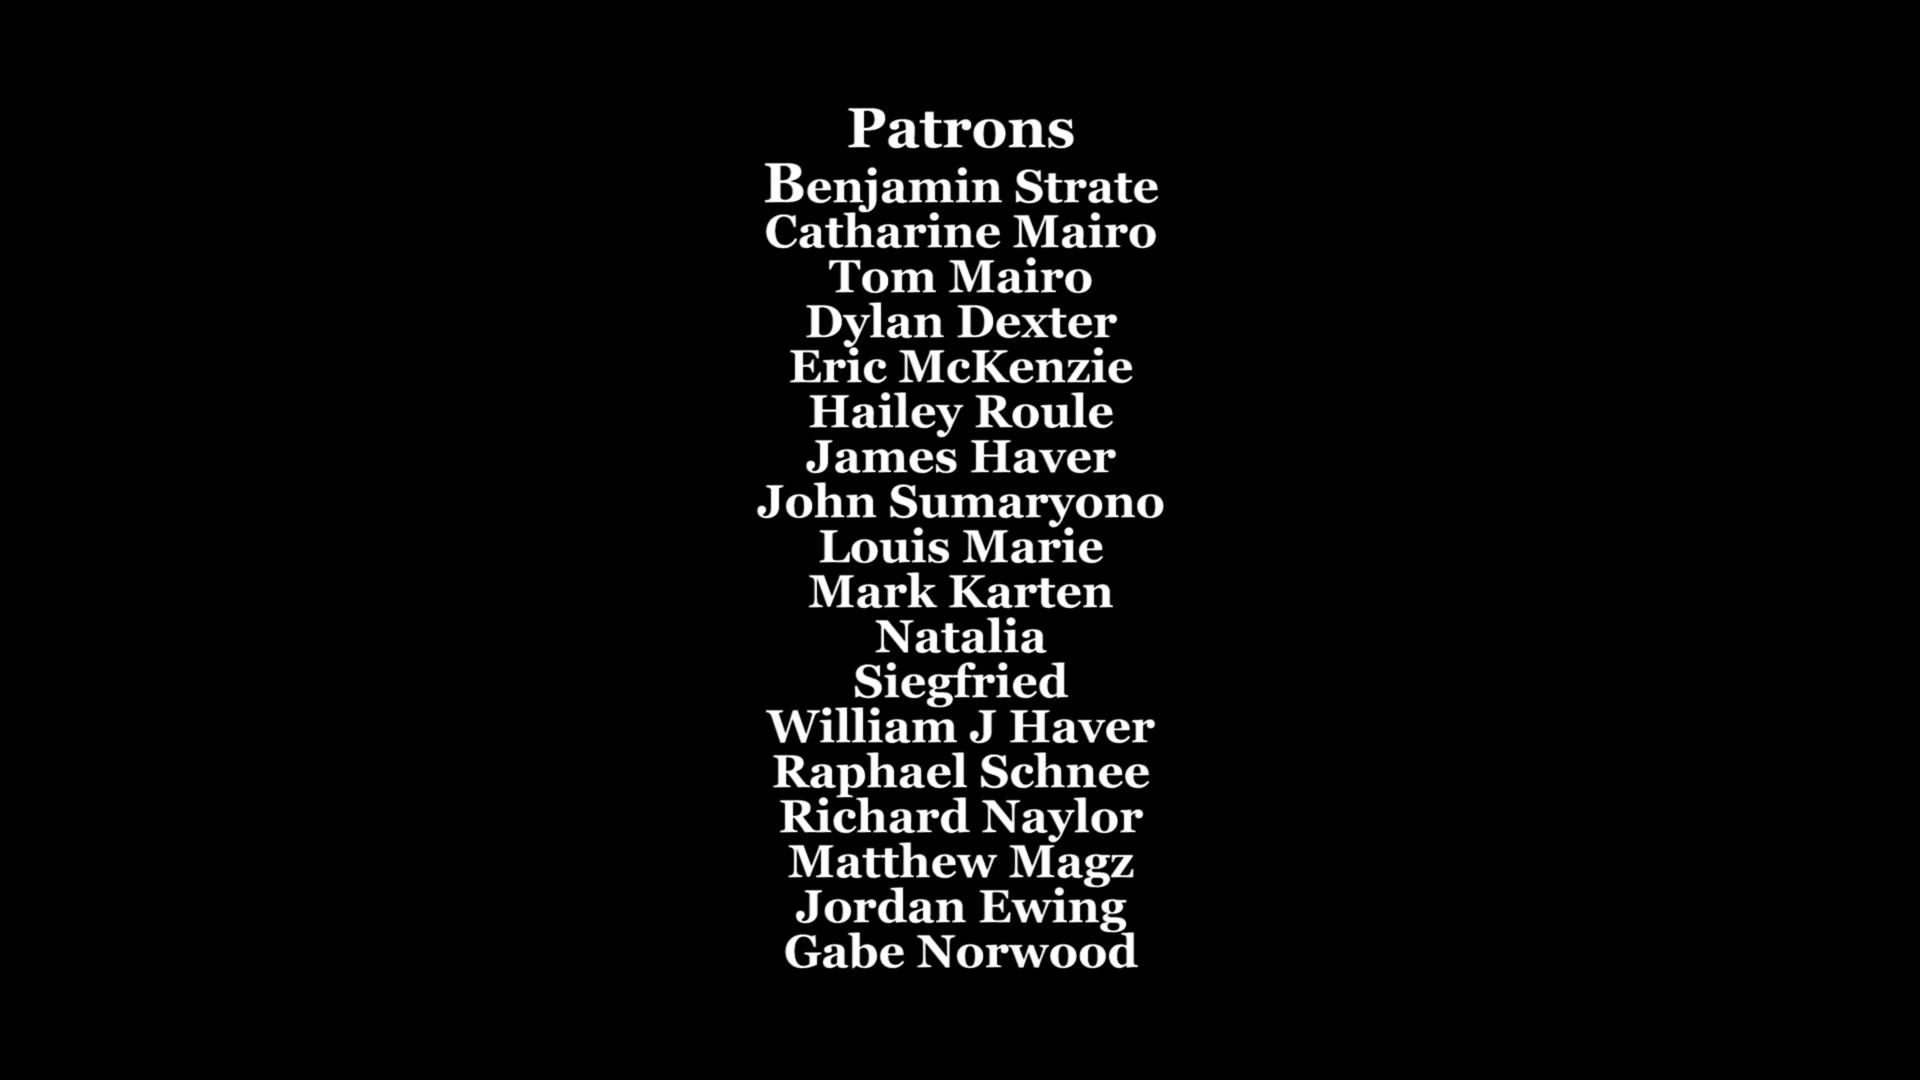 Patrons
Benjamin Strate
Catharine Mairo
Tom Mairo
Dylan Dexter
Eric McKenzie
Hailey Roule
James Haver
John Sumaryono
Louis Marie
Mark Karten
Natalia
Siegfried
William J Haver
Raphael Schnee
Richard Naylor
Matthew Magz
Jordan Ewing
Gabe Norwood